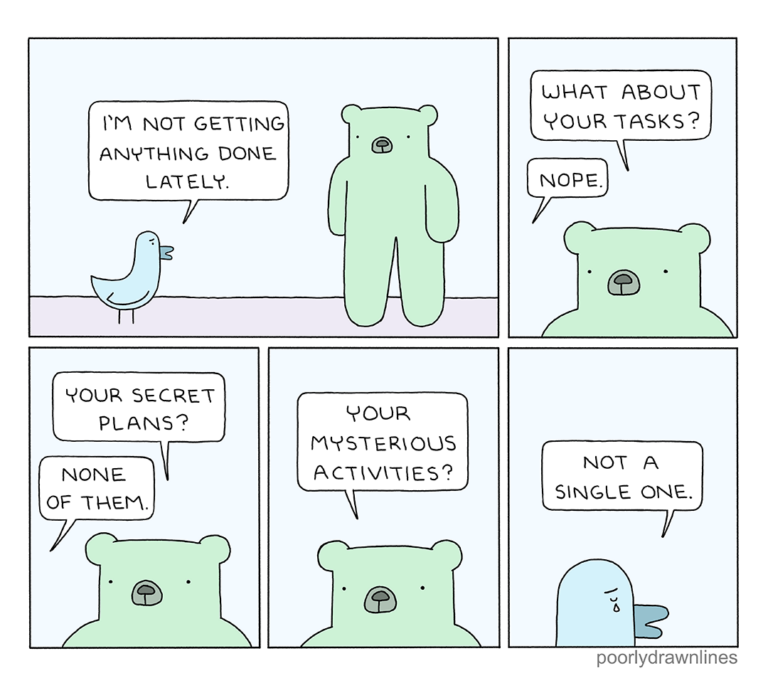 I'M NOT GETTING
ANYTHING DONE
LATELY.
WHAT ABOUT
YOUR TASKS?
NOPE.
YOUR SECRET
PLANS?
NONE
OF THEM.
YOUR
MYSTERIOUS
ACTIVITIES?
NOT A
SINGLE ONE.
poorlydrawnlines